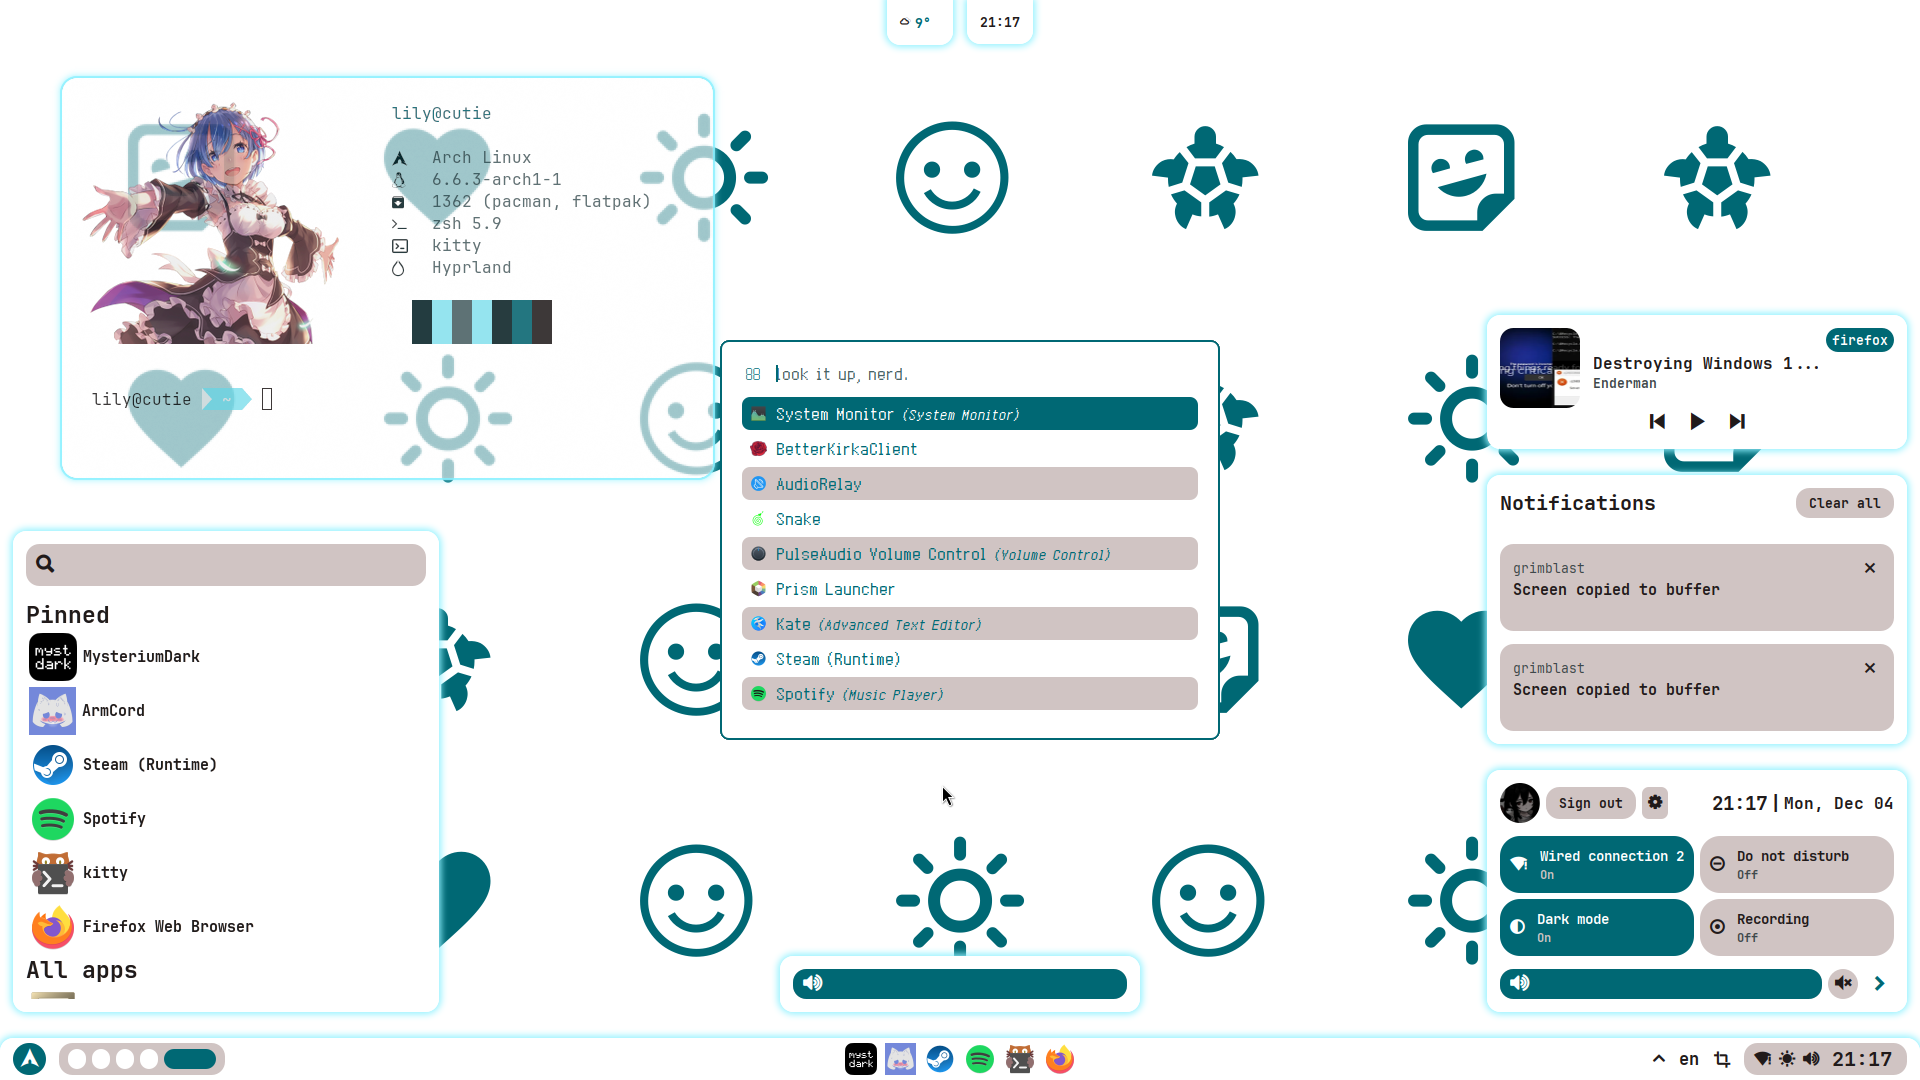 9°
21:17
lily@cutie
Arch Linux
6.6.3-arch1-1
1362 (pacman, flatpak)
zsh 5.9
kitty
Hyprland
lily@cutie ~
look it up, nerd.
System Monitor (System Monitor)
BetterKirkaClient
AudioRelay
Snake
PulseAudio Volume Control (Volume Control)
Prism Launcher
Kate (Advanced Text Editor)
Steam (Runtime)
Spotify (Music Player)
Pinned
myst dark
MysteriumDark
ArmCord
Steam (Runtime)
Spotify
kitty
Firefox Web Browser
All apps
firefox
Destroying Windows 1...
Enderman
Notifications
Clear all
grimblast
Screen copied to buffer
grimblast
Screen copied to buffer
Sign out
21:17 | Mon, Dec 04
Wired connection 2
On
Do not disturb
Off
Dark mode
On
Recording
Off
myst dark
en
21:17